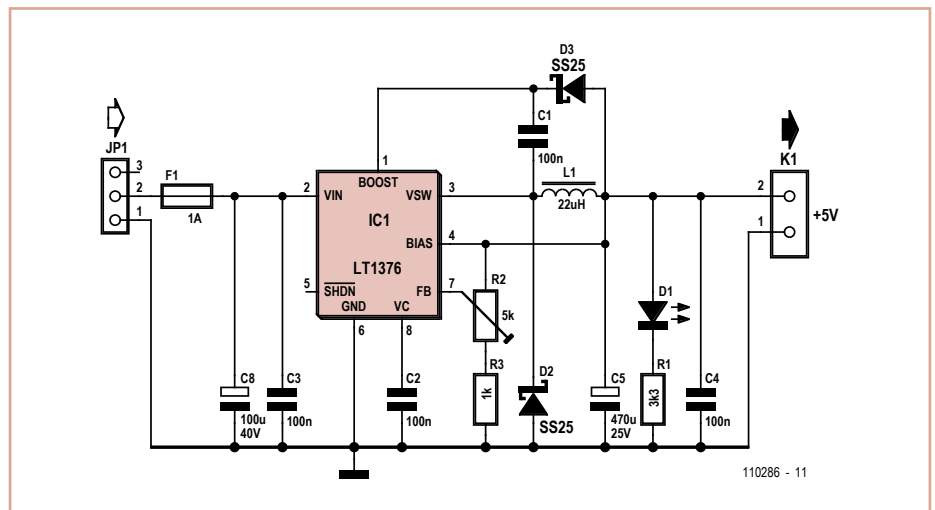 D3
SS25
JP1
C1
K1
3
F1
1
100n
L1
2
2
BOOST
3
2
VIN
VSW
1A
IC1
22uH
+5V
1
BIAS
4
1
LT1376
R2
D1
5
SHDN
FB
7
5k
GND
VC
6
8
R3
D2
R1
C8
C3
C2
1k
C5
3k3
C4
100u
100n
100n
SS25
470u
100n
40V
25V
110286 - 11